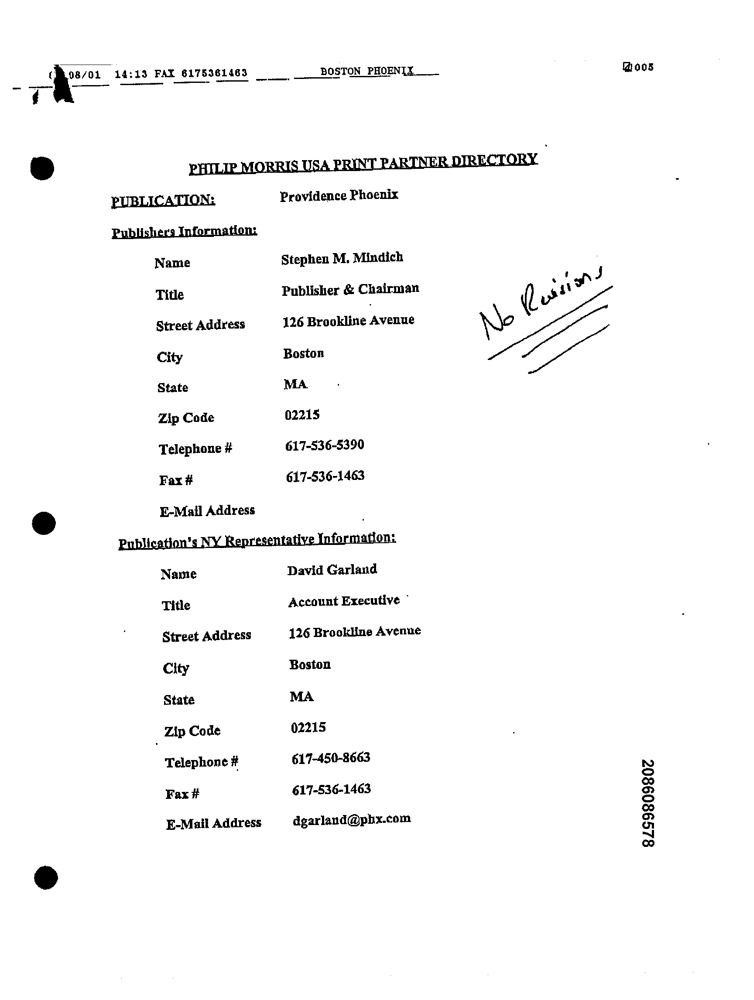 08/01 14:13 FAX 6175361463 BOSTON PHOENIX 005
PHILIP MORRIS USA PRINT PARTNER DIRECTORY
PUBLICATION: Providence Phoenix
Publishers Information:
Name Stephen M. Mindich
Title Publisher & Chairman
No Revisions
Street Address 126 Brookline Avenue
City Boston
State MA
Zip Code 02215
Telephone # 617-536-5390
Fax # 617-536-1463
E-Mail Address
Publication's NY Representative Information:
Name David Garland
Title Account Executive
Street Address 126 Brookline Avenue
City Boston
State MA
Zip Code 02215
Telephone # 617-450-8663
Fax # 617-536-1463
E-Mail Address dgarland@phx.com
2086086578